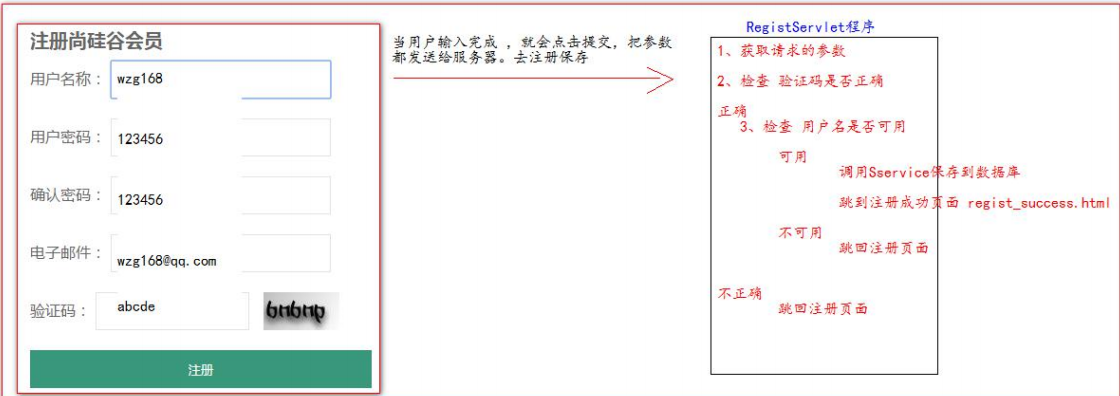 注册尚硅谷会员
用户名称： wzg168
用户密码： 123456
确认密码： 123456
电子邮件： wzg168@qq.com
验证码： abcde bnbnp
注册
当用户输入完成 ，就会点击提交，把参数
都发送给服务器。去注册保存
RegistServlet程序
1、获取请求的参数
2、检查 验证码是否正确
正确
3、检查 用户名是否可用
可用
调用Sservice保存到数据库
跳到注册成功页面 regist_success.html
不可用
跳回注册页面
不正确
跳回注册页面